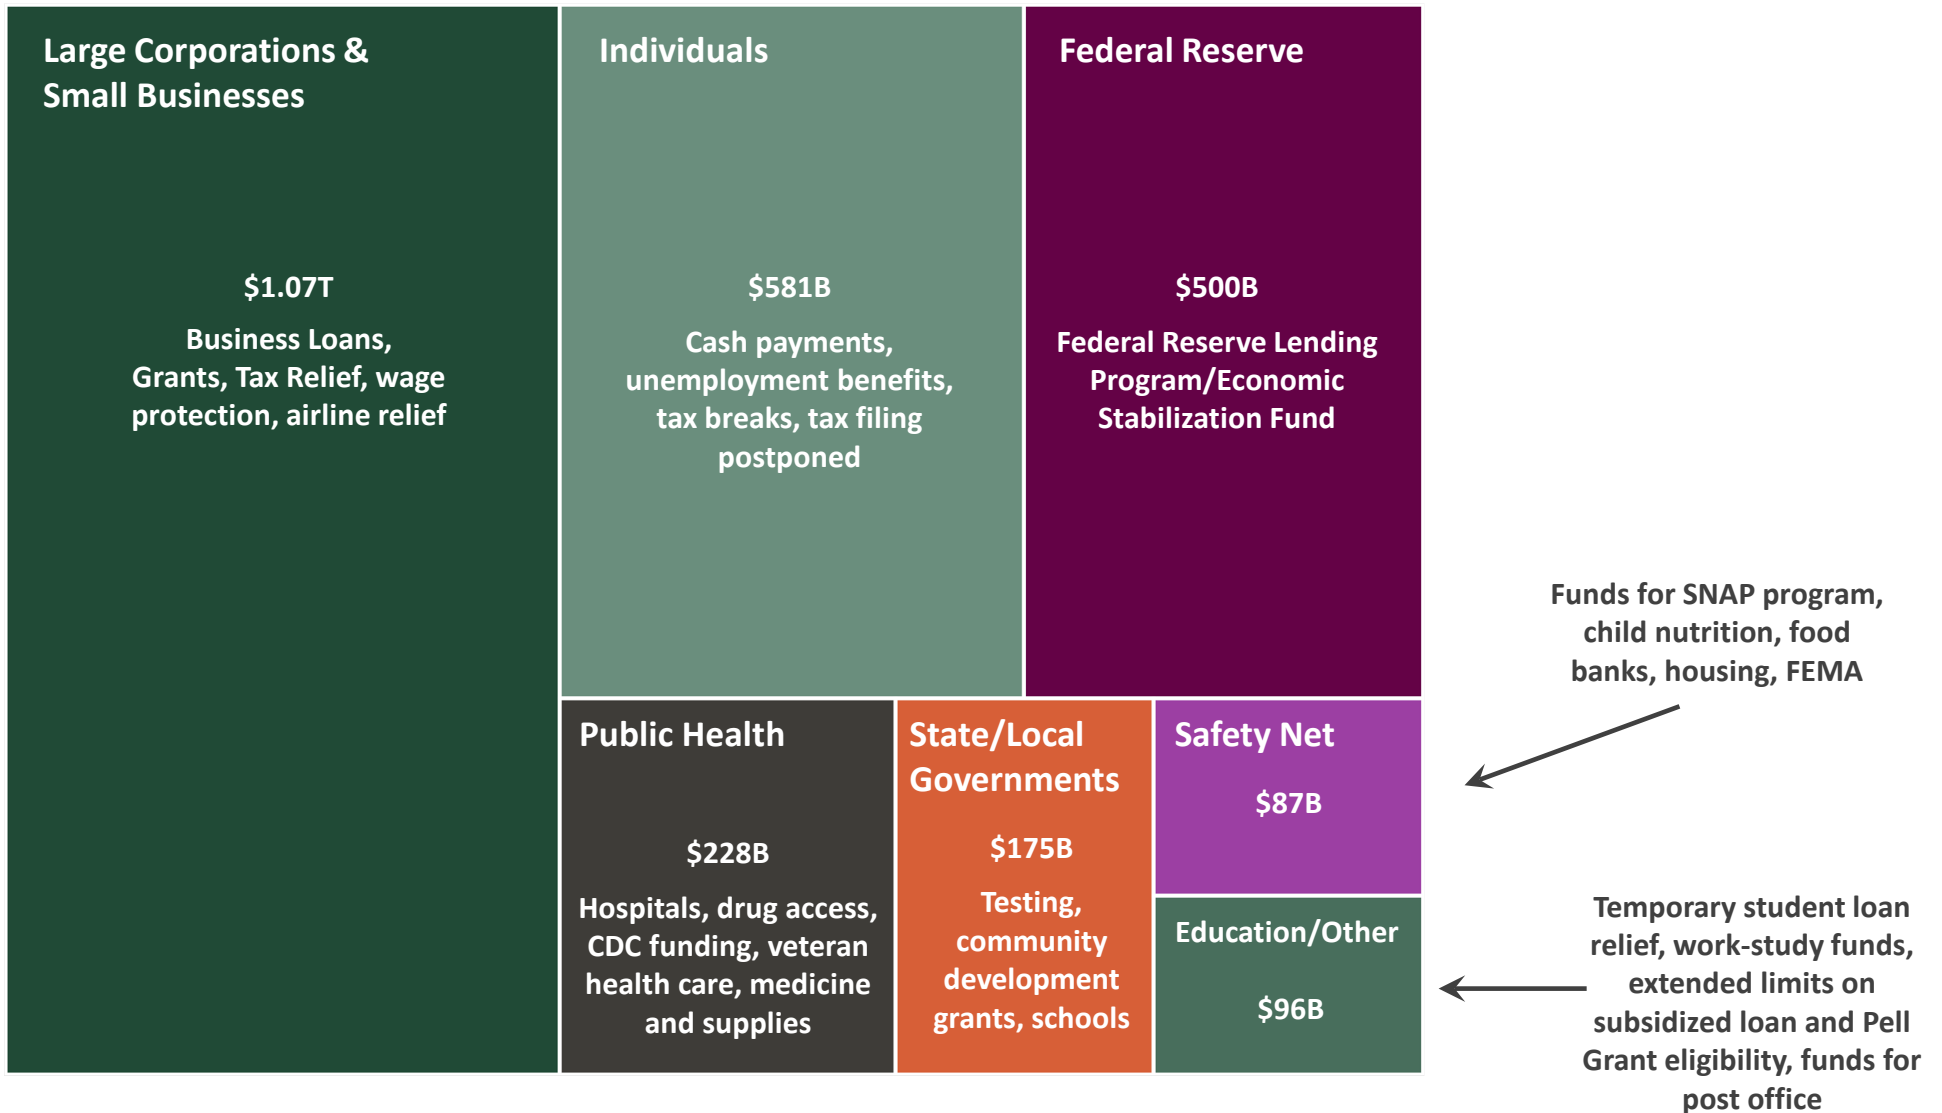 Large Corporations &
Small Businesses
$1.07T
Business Loans,
Grants, Tax Relief, wage
protection, airline relief
Individuals
$581B
Cash payments,
unemployment benefits,
tax breaks, tax filing
postponed
Federal Reserve
$500B
Federal Reserve Lending
Program/Economic
Stabilization Fund
Public Health
$228B
Hospitals, drug access,
CDC funding, veteran
health care, medicine
and supplies
State/Local
Governments
$175B
Testing,
community
development
grants, schools
Safety Net
$87B
Funds for SNAP program,
child nutrition, food
banks, housing, FEMA
Education/Other
$96B
Temporary student loan
relief, work-study funds,
extended limits on
subsidized loan and Pell
Grant eligibility, funds for
post office